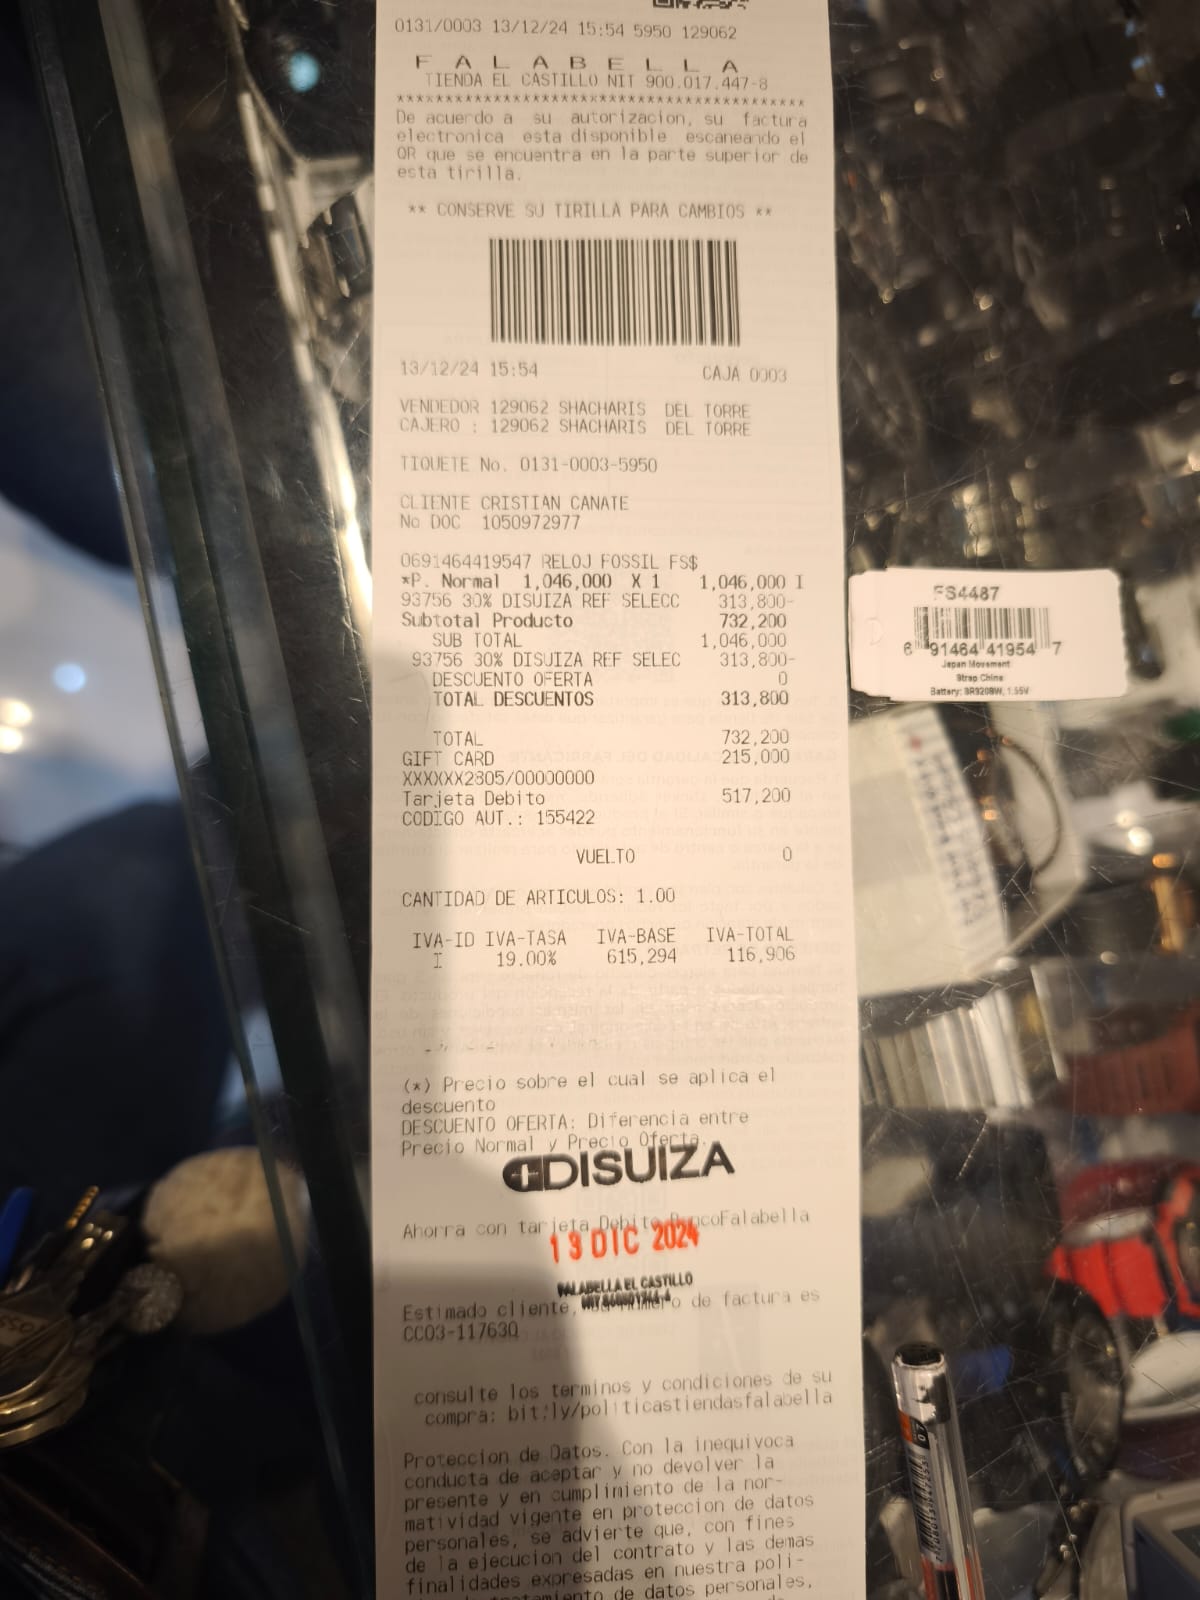 0131/0003 13/12/24 15:54 5950 129062
F A L A B E L L A
TIENDA EL CASTILLO NIT 900.017.447-8
De acuerdo a su autorizacion, su factura
electronica esta disponible escaneando el
QR que se encuentra en la parte superior de
esta tirilla.
** CONSERVE SU TIRILLA PARA CAMBIOS **
13/12/24 15:54 CAJA 0003
VENDEDOR 129062 SHACHARIS DEL TORRE
CAJERO : 129062 SHACHARIS DEL TORRE
TIQUETE No. 0131-0003-5950
CLIENTE CRISTIAN CANATE
No DOC 1050972977
0691464419547 RELOJ FOSSIL FS$
*P. Normal 1,046,000 X 1 1,046,000 I
93756 30% DISUIZA REF SELECC 313,800-
Subtotal Producto 732,200
SUB TOTAL 1,046,000
93756 30% DISUIZA REF SELEC 313,800-
DESCUENTO OFERTA 0
TOTAL DESCUENTOS 313,800
TOTAL 732,200
GIFT CARD 215,000
XXXXXX2805/00000000
Tarjeta Debito 517,200
CODIGO AUT.: 155422
VUELTO 0
CANTIDAD DE ARTICULOS: 1.00
IVA-ID IVA-TASA IVA-BASE IVA-TOTAL
I 19.00% 615,294 116,906
(*) Precio sobre el cual se aplica el
descuento
DESCUENTO OFERTA: Diferencia entre
Precio Normal y Precio Oferta.
DISUIZA
Ahorra con tarjeta Debito BancoFalabella
13 DIC 2024
FALABELLA EL CASTILLO
Estimado cliente, de factura es
CC03-117630
consulte los terminos y condiciones de su
compra: bit.ly/politicastiendasfalabella
Proteccion de Datos. Con la inequivoca
conducta de aceptar y no devolver la
presente y en cumplimiento de la nor-
matividad vigente en proteccion de datos
personales, se advierte que, con fines
de la ejecucion del contrato y las demas
finalidades expresadas en nuestra poli-
de datos personales,
FS4487
6 91464 41954 7
Japan Movement
Strap China
Battery: SR920SW, 1.55V